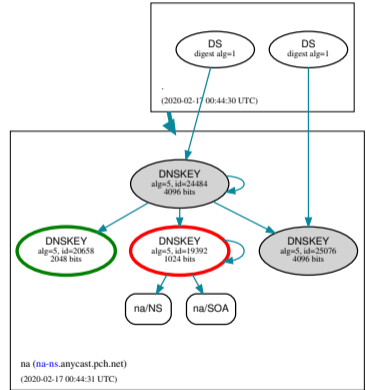 DS
digest alg=1
DS
digest alg=1
.
(2020-02-17 00:44:30 UTC)
DNSKEY
alg=5, id=24484
4096 bits
DNSKEY
alg=5, id=20658
2048 bits
DNSKEY
alg=5, id=19392
1024 bits
DNSKEY
alg=5, id=25076
4096 bits
na/NS
na/SOA
na (na-ns.anycast.pch.net)
(2020-02-17 00:44:31 UTC)